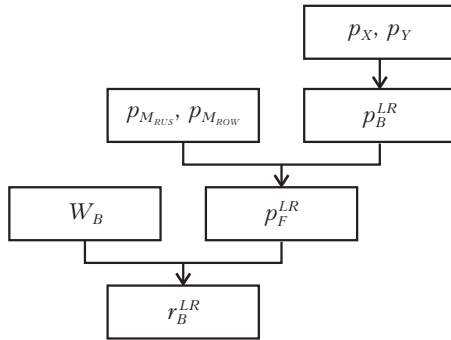 p_X, p_Y
p_{M_{RUS}}, p_{M_{ROW}}
p_B^{LR}
W_B
p_F^{LR}
r_B^{LR}